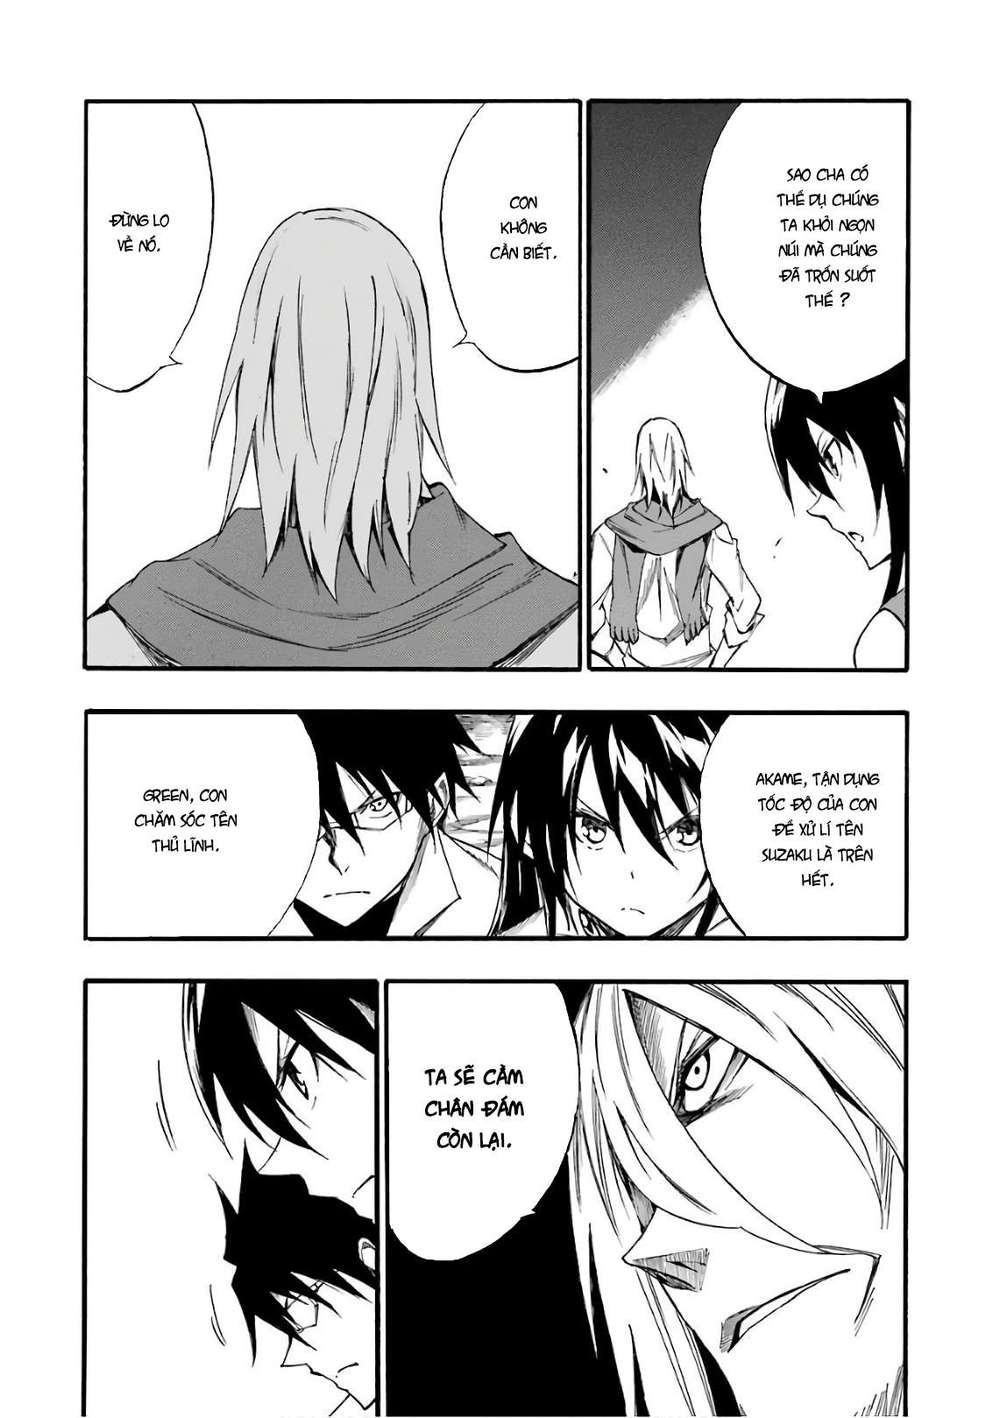 SAO CHA CÓ
THỂ DỤ CHÚNG
TA KHỎI NGỌN
NÚI MÀ CHÚNG
ĐÃ TRỐN SUỐT
THẾ ?
CON
KHÔNG
CẦN BIẾT.
ĐỪNG LO
VỀ NÓ.
AKAME, TẬN DỤNG
TỐC ĐỘ CỦA CON
ĐỂ XỬ LÍ TÊN
SUZAKU LÀ TRÊN
HẾT.
GREEN, CON
CHĂM SÓC TÊN
THỦ LĨNH.
TA SẼ CẦM
CHÂN ĐÁM
CÒN LẠI.